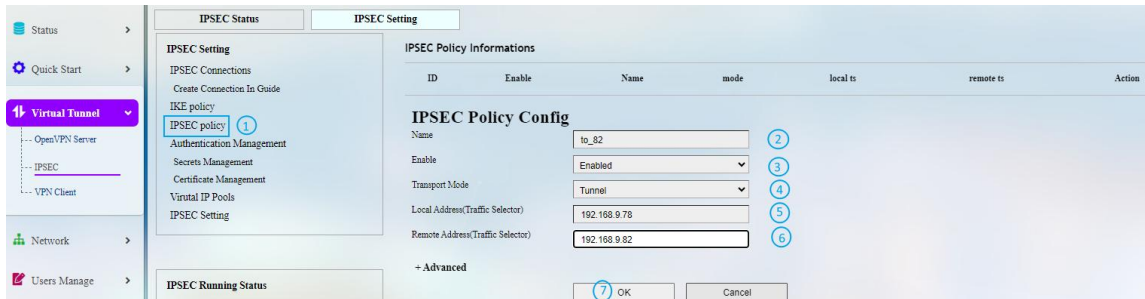 IPSEC Status
IPSEC Setting
Status
Quick Start
Virtual Tunnel
OpenVPN Server
IPSEC
VPN Client
Network
Users Manage
IPSEC Setting
IPSEC Connections
Create Connection In Guide
IKE policy
IPSEC policy 1
Authentication Management
Secrets Management
Certificate Management
Virutal IP Pools
IPSEC Setting
IPSEC Running Status
IPSEC Policy Informations
ID Enable Name mode local ts remote ts Action
IPSEC Policy Config
Name to_82 2
Enable Enabled 3
Transport Mode Tunnel 4
Local Address(Traffic Selector) 192.168.9.78 5
Remote Address(Traffic Selector) 192.168.9.82 6
+ Advanced
7 OK Cancel